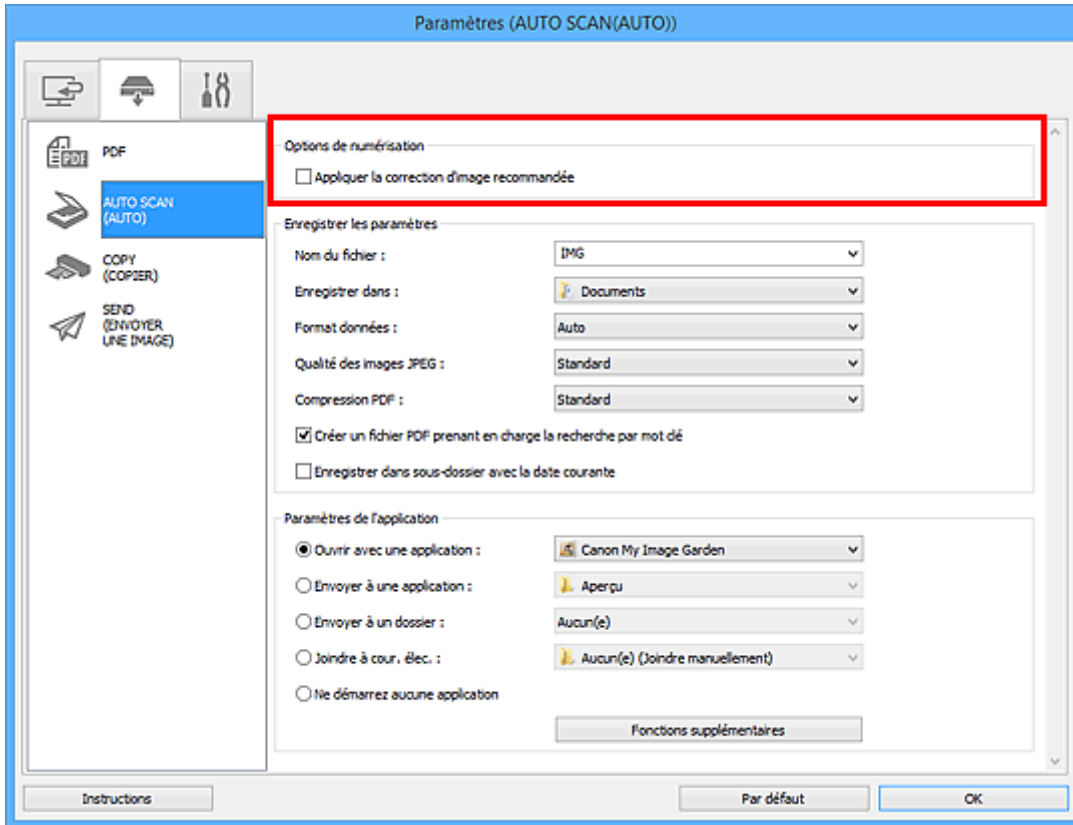 Paramètres (AUTO SCAN(AUTO))
PDF
PDF
AUTO SCAN
(AUTO)
COPY
(COPIER)
SEND
(ENVOYER
UNE IMAGE)
Options de numérisation
Appliquer la correction d'image recommandée
Enregistrer les paramètres
Nom du fichier : IMG
Enregistrer dans : Documents
Format données : Auto
Qualité des images JPEG : Standard
Compression PDF : Standard
Créer un fichier PDF prenant en charge la recherche par mot clé
Enregistrer dans sous-dossier avec la date courante
Paramètres de l'application
Ouvrir avec une application : Canon My Image Garden
Envoyer à une application : Aperçu
Envoyer à un dossier : Aucun(e)
Joindre à cour. élec. : Aucun(e) (Joindre manuellement)
Ne démarrez aucune application
Fonctions supplémentaires
Instructions
Par défaut
OK